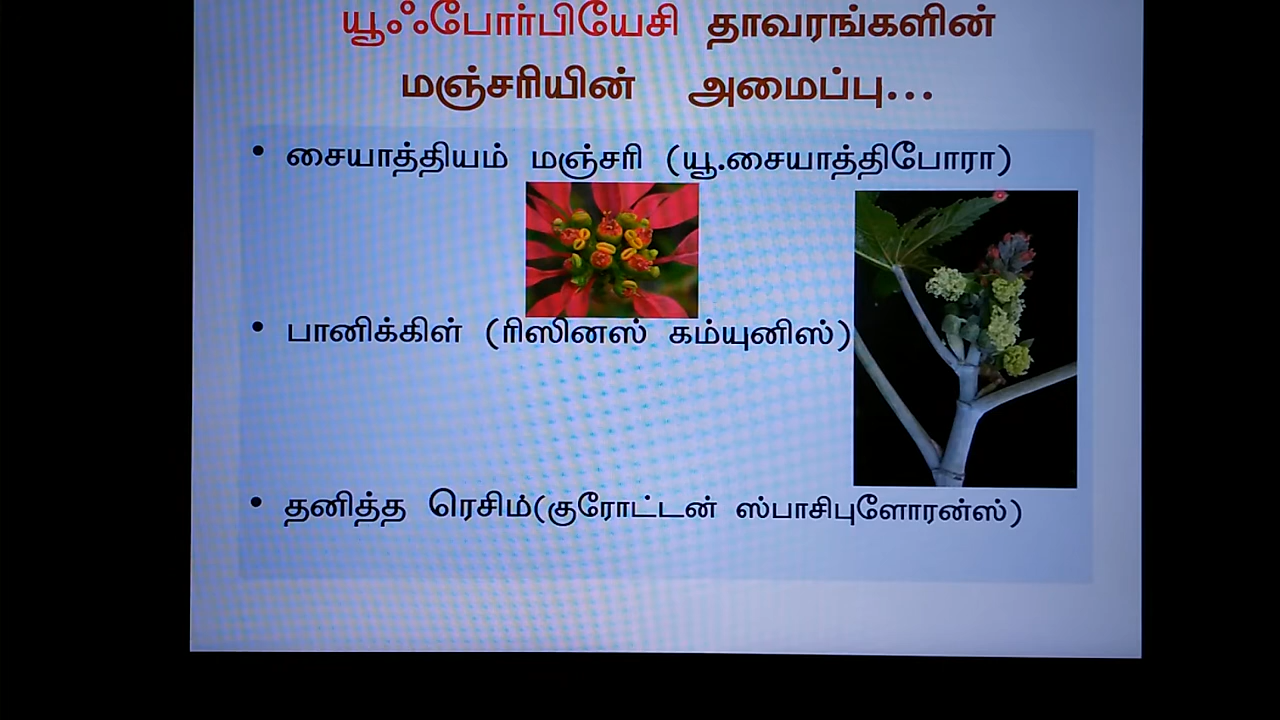 யூஃபோர்பியேசி தாவரங்களின்
மஞ்சரியின் அமைப்பு...
• சையாத்தியம் மஞ்சரி (யூ.சையாத்திபோரா)
• பானிக்கிள் (ரிஸினஸ் கம்யுனிஸ்)
• தனித்த ரெசிம்(குரோட்டன் ஸ்பாசிபுளோரன்ஸ்)